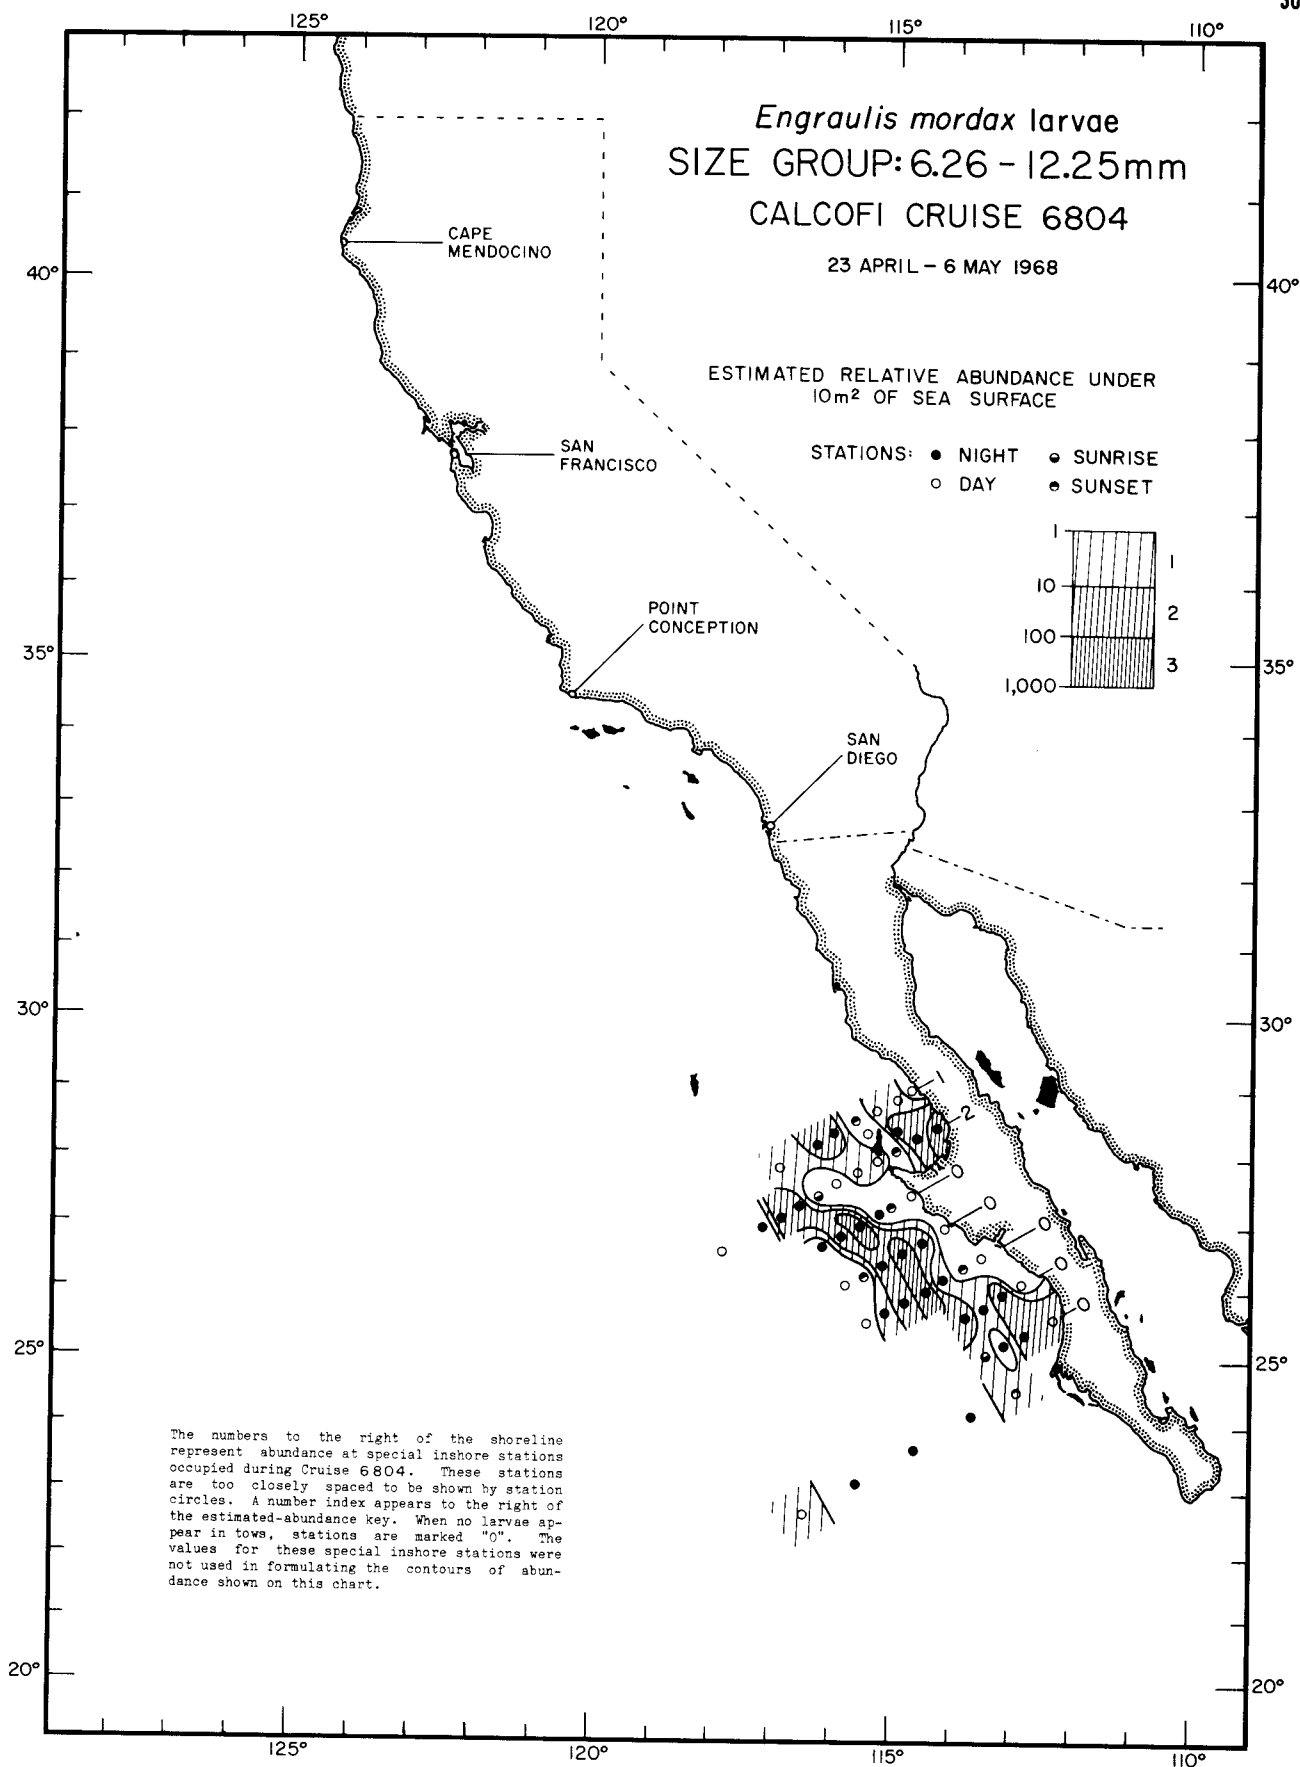 125° 120° 115° 110°
Engraulis mordax larvae
SIZE GROUP: 6.26 - 12.25mm
CALCOFI CRUISE 6804
23 APRIL - 6 MAY 1968
CAPE
MENDOCINO
40° 40°
ESTIMATED RELATIVE ABUNDANCE UNDER
10m² OF SEA SURFACE
STATIONS: ● NIGHT ◒ SUNRISE
○ DAY ◓ SUNSET
SAN
FRANCISCO
1
1
10
2
100
3
1,000
POINT
CONCEPTION
35° 35°
SAN
DIEGO
30° 30°
1
2
0
0
0
0
0
25° 25°
The numbers to the right of the shoreline
represent abundance at special inshore stations
occupied during Cruise 6804. These stations
are too closely spaced to be shown by station
circles. A number index appears to the right of
the estimated-abundance key. When no larvae ap-
pear in tows, stations are marked "0". The
values for these special inshore stations were
not used in formulating the contours of abun-
dance shown on this chart.
20° 20°
125° 120° 115° 110°